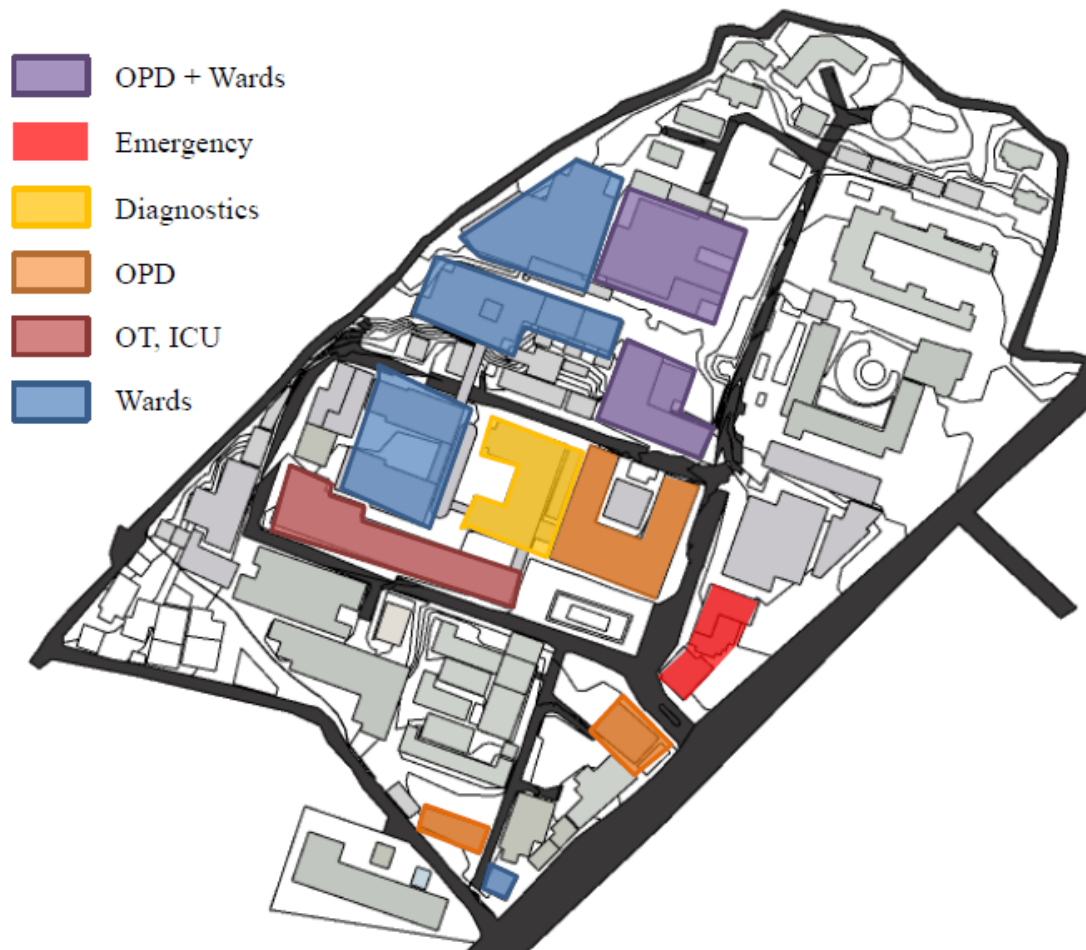 OPD + Wards
Emergency
Diagnostics
OPD
OT, ICU
Wards